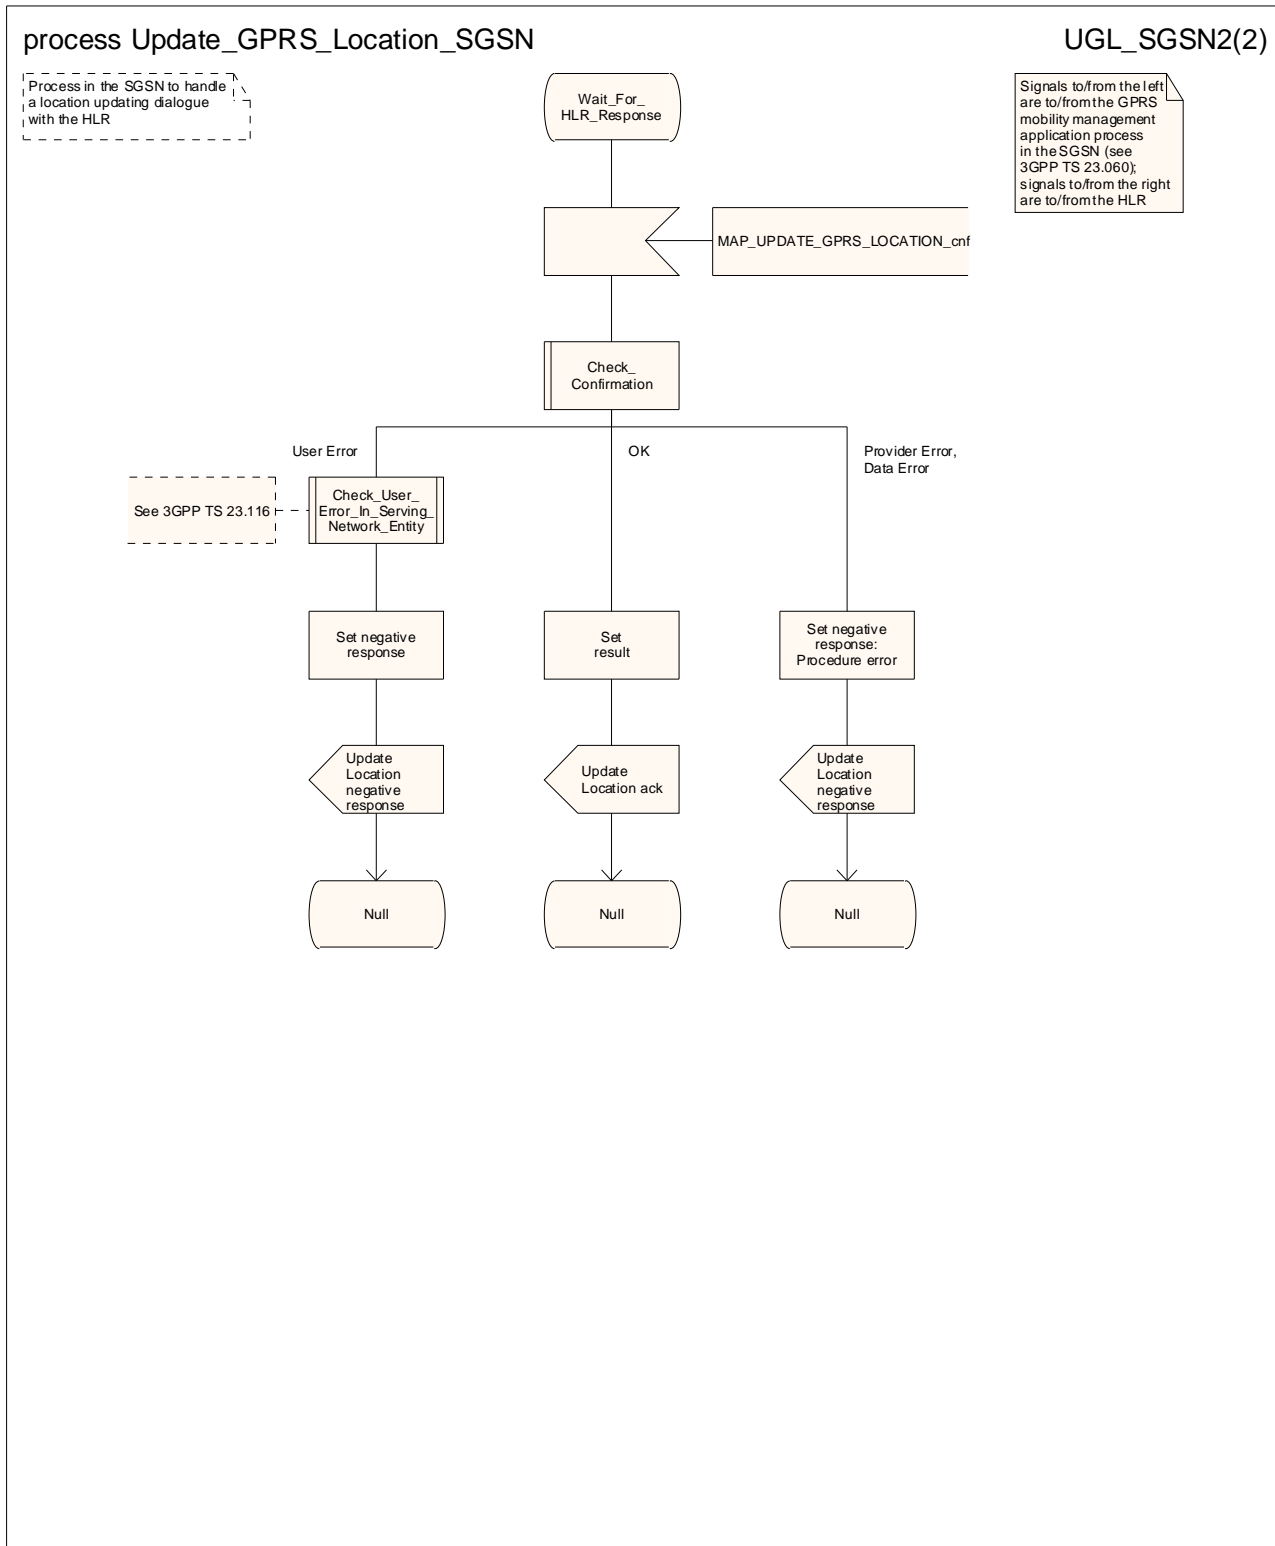 process Update_GPRS_Location_SGSN
UGL_SGSN2(2)
Process in the SGSN to handle
a location updating dialogue
with the HLR
Wait_For_
HLR_Response
Signals to/from the left
are to/from the GPRS
mobility management
application process
in the SGSN (see
3GPP TS 23.060);
signals to/from the right
are to/from the HLR
MAP_UPDATE_GPRS_LOCATION_cnf
Check_
Confirmation
User Error
OK
Provider Error,
Data Error
See 3GPP TS 23.116
Check_User_
Error_In_Serving_
Network_Entity
Set negative
response
Set
result
Set negative
response:
Procedure error
Update
Location
negative
response
Update
Location ack
Update
Location
negative
response
Null
Null
Null